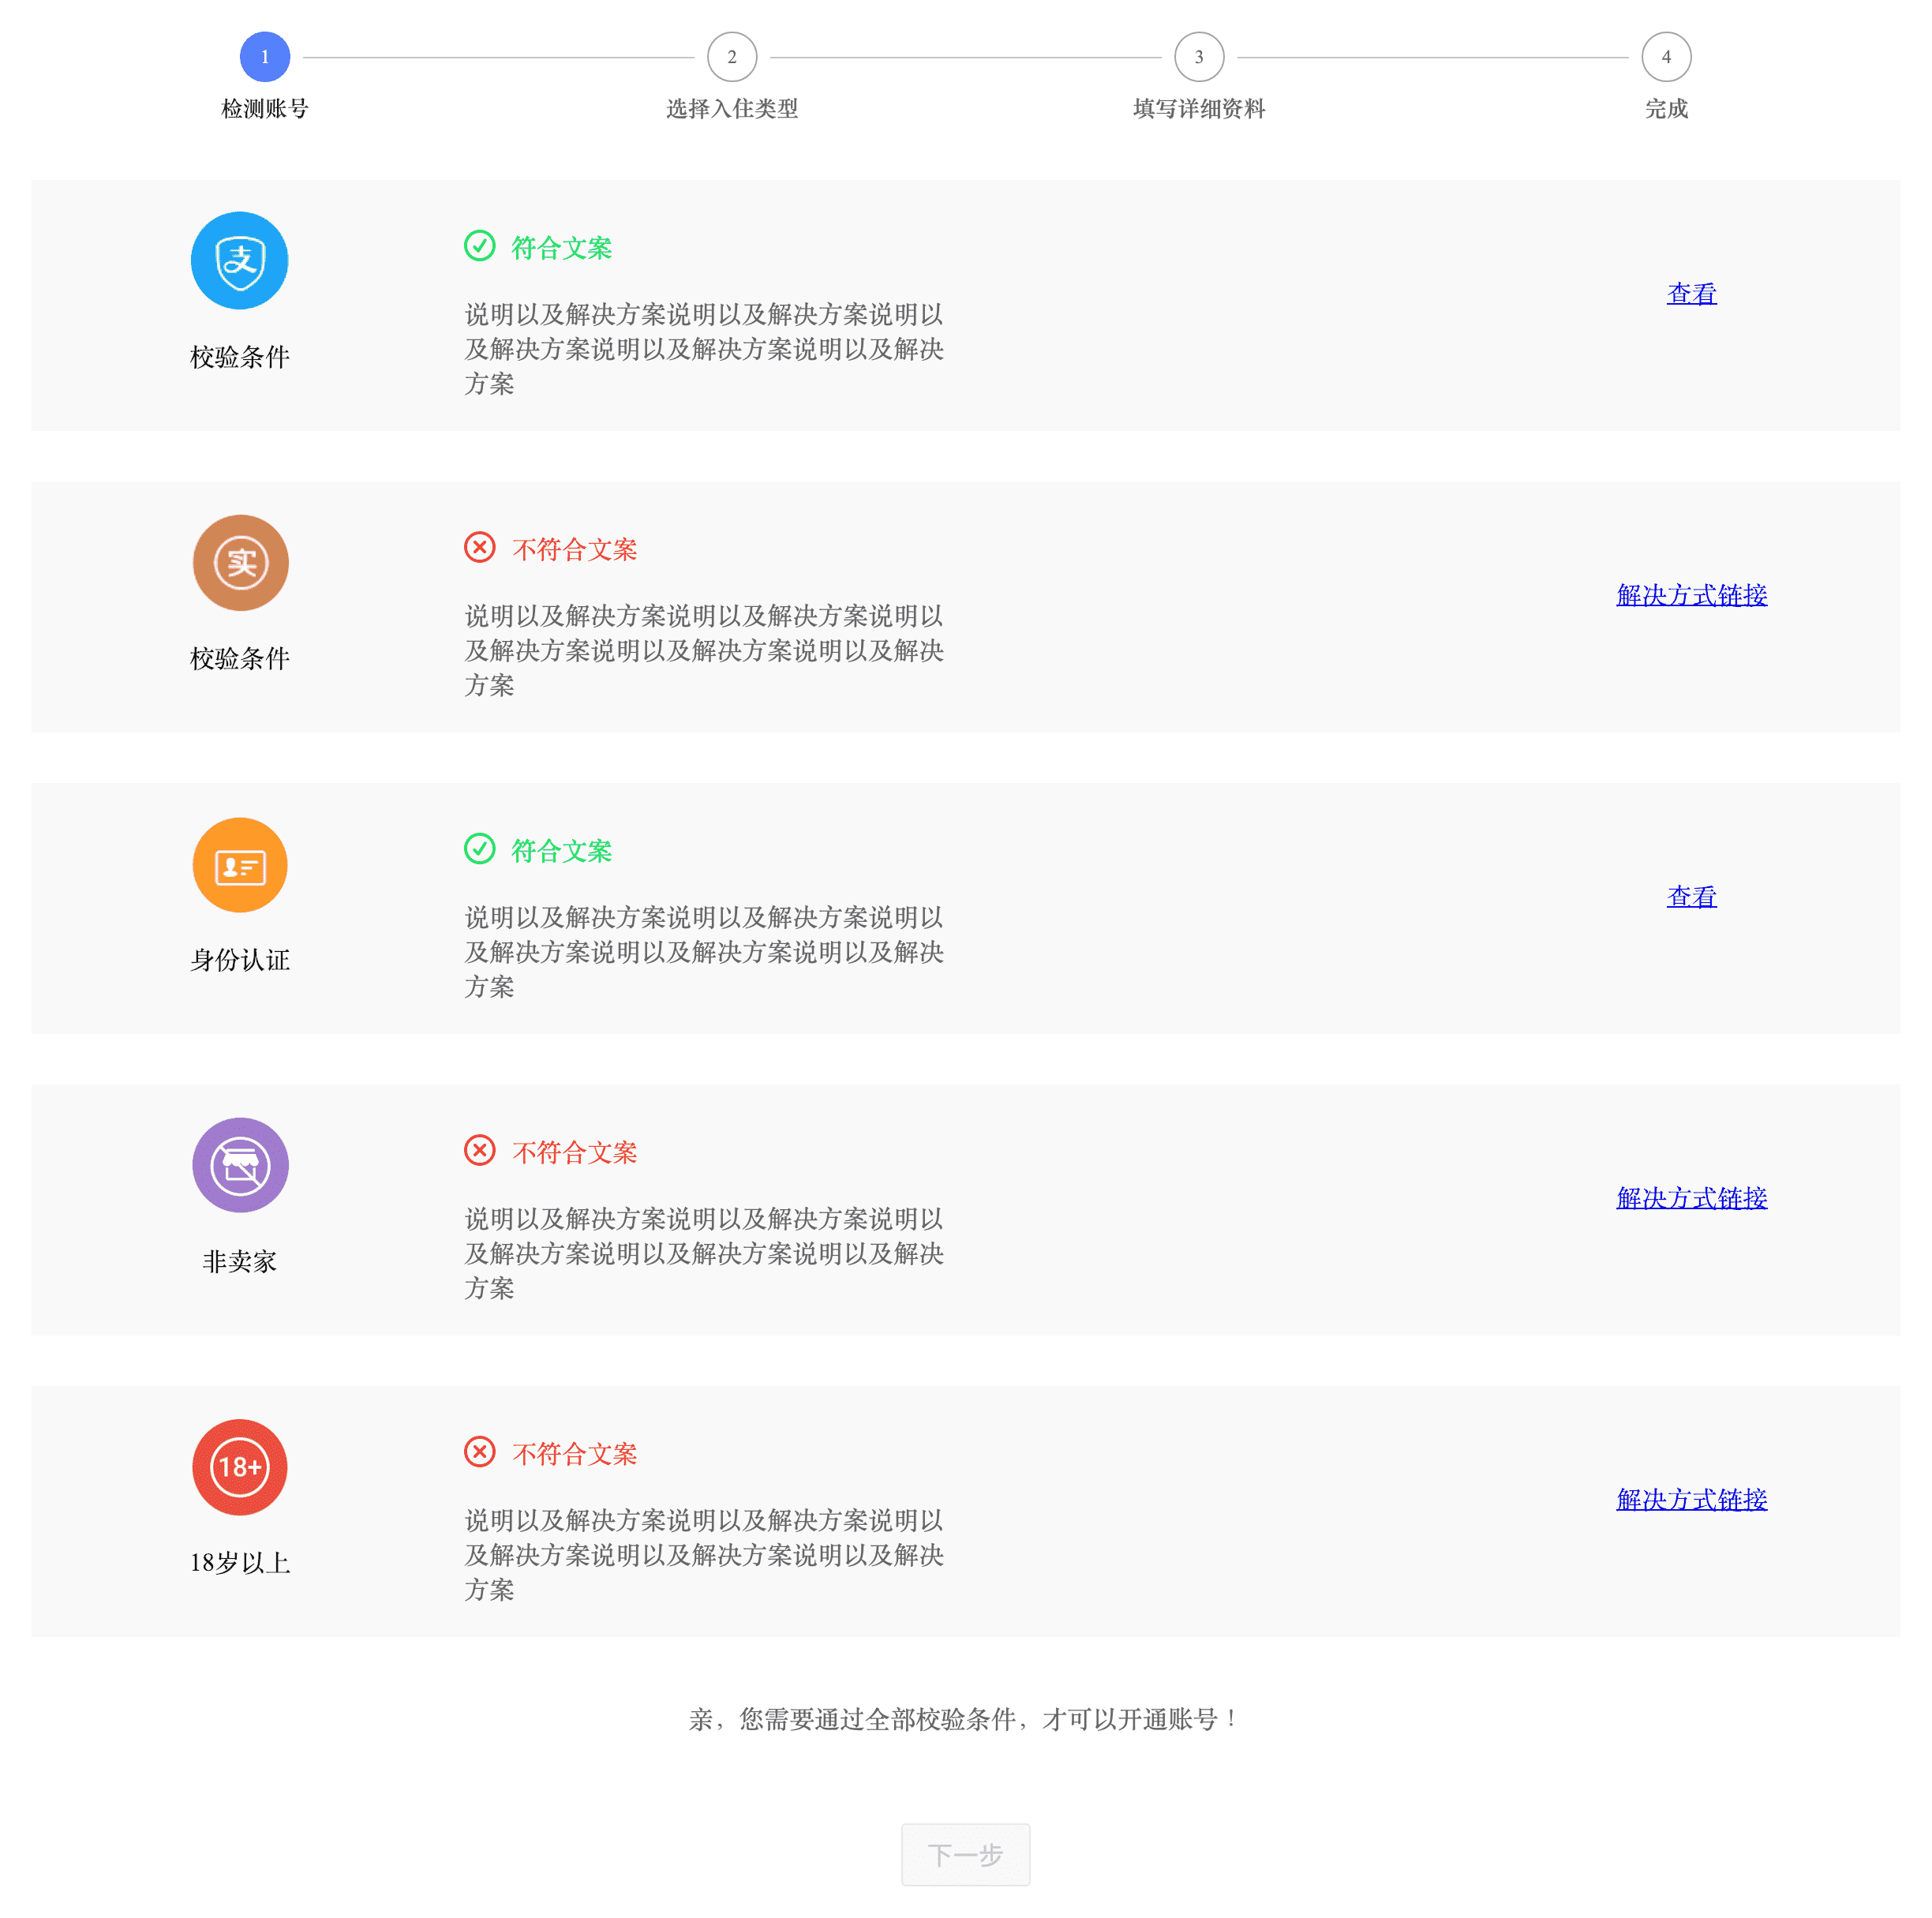 1
2
3
4
检测账号
选择入住类型
填写详细资料
完成
支
校验条件
符合文案
说明以及解决方案说明以及解决方案说明以
及解决方案说明以及解决方案说明以及解决
方案
查看
实
校验条件
不符合文案
说明以及解决方案说明以及解决方案说明以
及解决方案说明以及解决方案说明以及解决
方案
解决方式链接
身份认证
符合文案
说明以及解决方案说明以及解决方案说明以
及解决方案说明以及解决方案说明以及解决
方案
查看
非卖家
不符合文案
说明以及解决方案说明以及解决方案说明以
及解决方案说明以及解决方案说明以及解决
方案
解决方式链接
18+
18岁以上
不符合文案
说明以及解决方案说明以及解决方案说明以
及解决方案说明以及解决方案说明以及解决
方案
解决方式链接
亲，您需要通过全部校验条件，才可以开通账号！
下一步